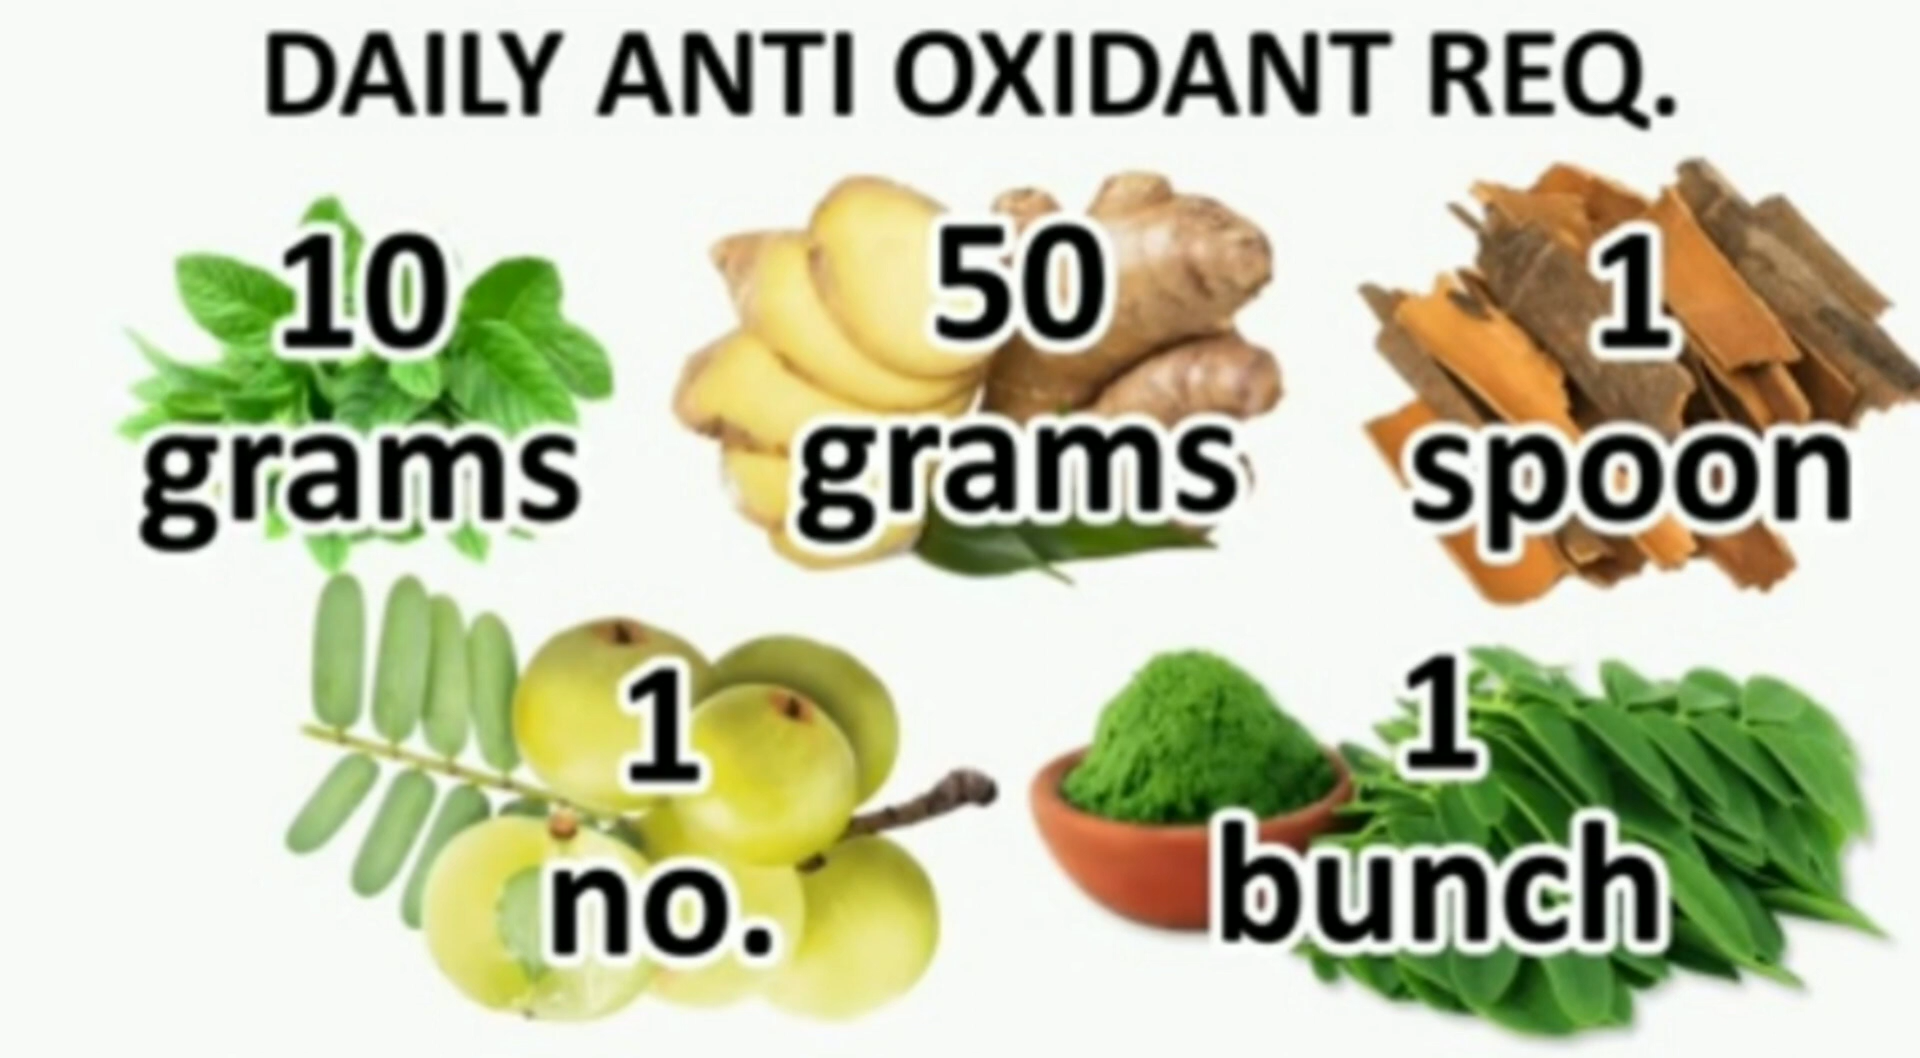 DAILY ANTI OXIDANT REQ.
10
grams
50
grams
1
spoon
1
no.
1
bunch